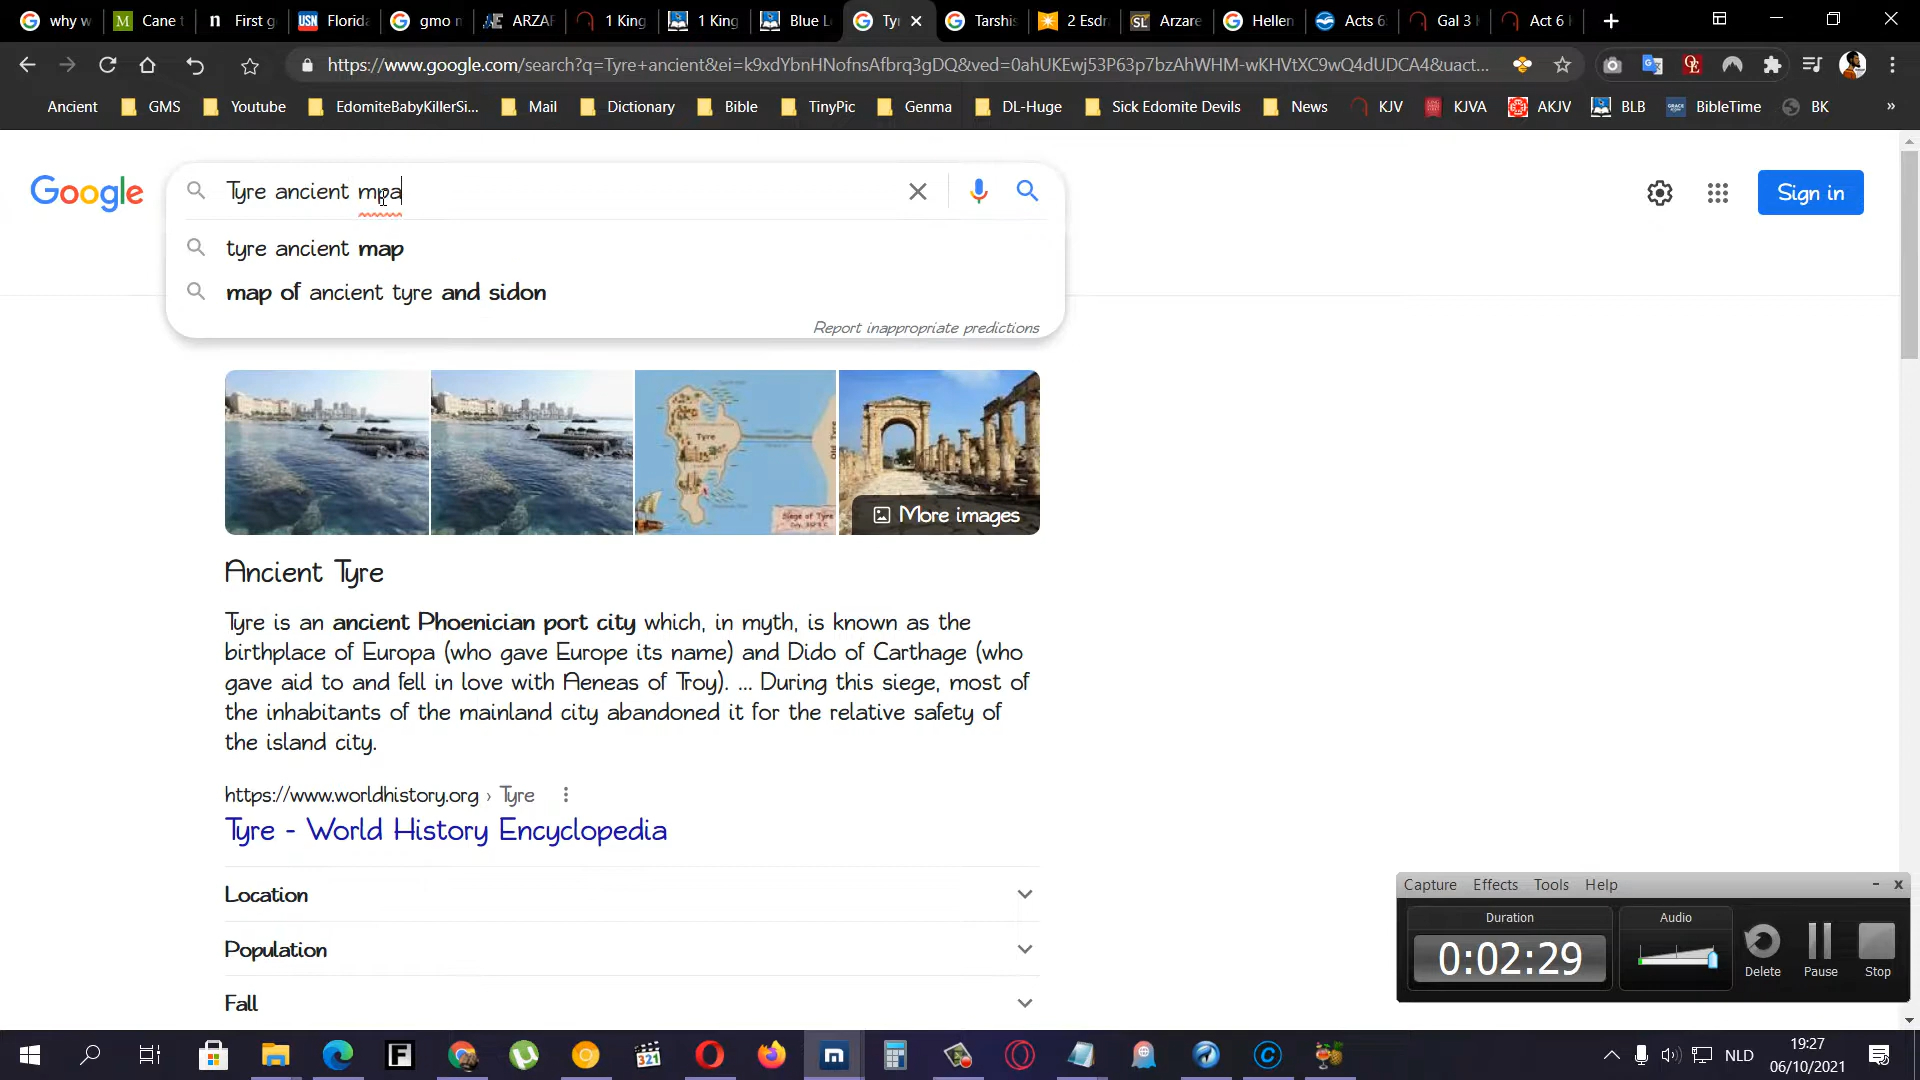 why w
Cane t
First g
Florida
gmo n
ARZAF
1 King
1 King
Blue L
Ty
Tarshis
2 Esd
Arzare
Hellen
Acts 6
Gal 3
Act 6
https://www.google.com/search?q=Tyre+ancient&ei=k9xdYbnHNofnsAfbrq3gDQ&ved=0ahUKEwj53P63p7bzAhWHM-wKHVtXC9wQ4dUDCA4&uact...
Ancient
GMS
Youtube
EdomiteBabyKillerSi...
Mail
Dictionary
Bible
TinyPic
Genma
DL-Huge
Sick Edomite Devils
News
KJV
KJVA
AKJV
BLB
BibleTime
BK
»
Google
Tyre ancient mpa
Sign in
tyre ancient map
map of ancient tyre and sidon
Report inappropriate predictions
Tyre
More images
Ancient Tyre
Tyre is an ancient Phoenician port city which, in myth, is known as the
birthplace of Europa (who gave Europe its name) and Dido of Carthage (who
gave aid to and fell in love with Aeneas of Troy). ... During this siege, most of
the inhabitants of the mainland city abandoned it for the relative safety of
the island city.
https://www.worldhistory.org › Tyre
Tyre - World History Encyclopedia
Location
Population
Fall
Capture Effects Tools Help
Duration
Audio
0:02:29
Delete
Pause
Stop
NLD
19:27
06/10/2021